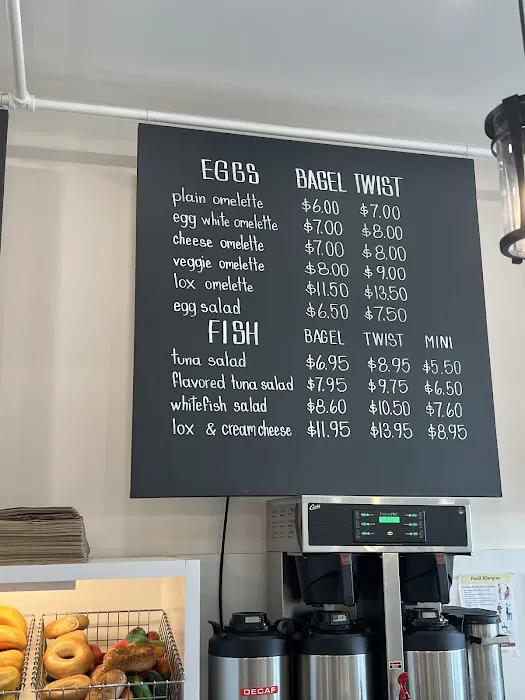 EGGS BAGEL TWIST
plain omelette $6.00 $7.00
egg white omelette $7.00 $8.00
cheese omelette $7.00 $8.00
veggie omelette $8.00 $9.00
lox omelette $11.50 $13.50
egg salad $6.50 $7.50
FISH BAGEL TWIST MINI
tuna salad $6.95 $8.95 $5.50
flavored tuna salad $7.95 $9.75 $6.50
whitefish salad $8.60 $10.50 $7.60
lox & cream cheese $11.95 $13.95 $8.95
Curtis
Food Allergies
DECAF